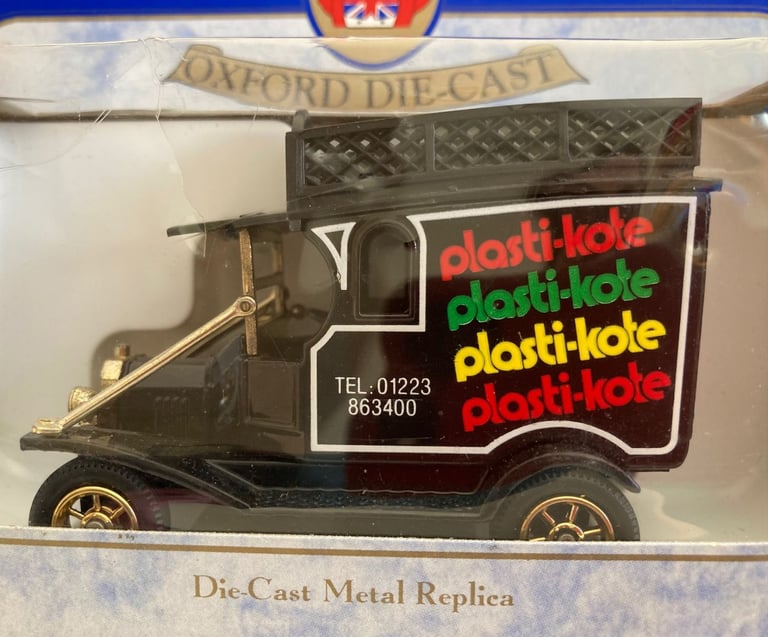 OXFORD DIE-CAST
plasti-kote
plasti-kote
plasti-kote
plasti-kote
TEL:01223
863400
Die-Cast Metal Replica